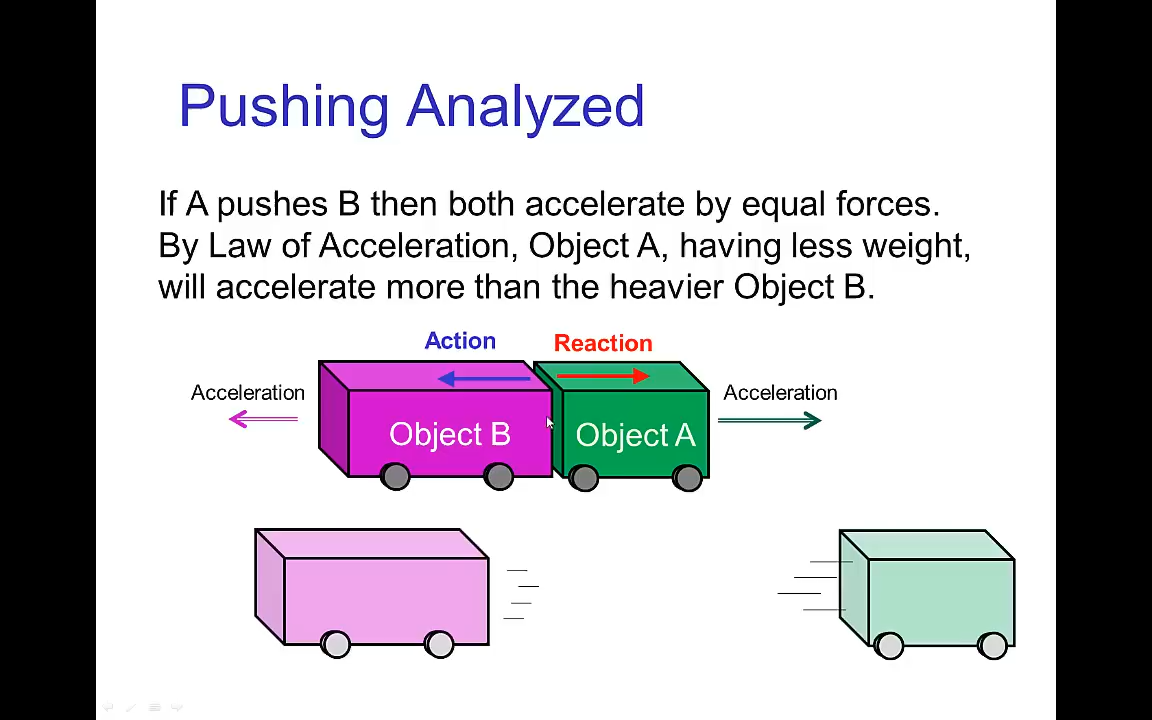 Pushing Analyzed
If A pushes B then both accelerate by equal forces.
By Law of Acceleration, Object A, having less weight,
will accelerate more than the heavier Object B.
Action
Reaction
Acceleration
Acceleration
Object B
Object A